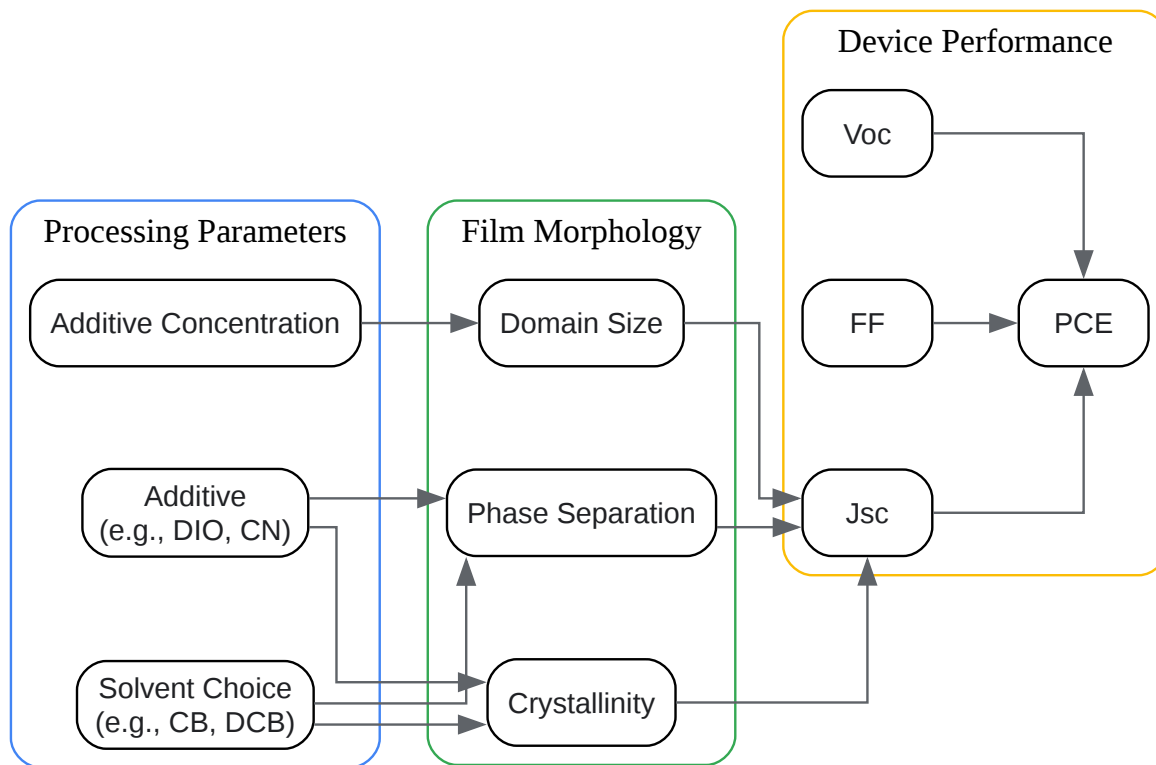 Device Performance
Voc
FF
PCE
Jsc
Processing Parameters
Additive Concentration
Additive
(e.g., DIO, CN)
Solvent Choice
(e.g., CB, DCB)
Film Morphology
Domain Size
Phase Separation
Crystallinity